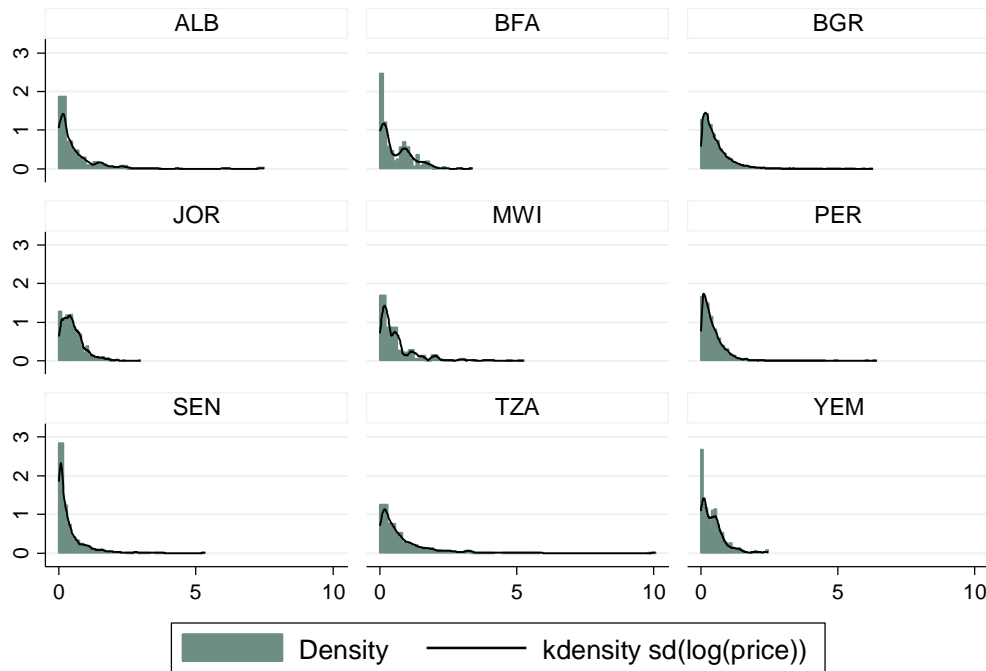 ALB BFA BGR
3
2
1
0
JOR MWI PER
3
2
1
0
SEN TZA YEM
3
2
1
0
0 5 10 0 5 10 0 5 10
Density kdensity sd(log(price))